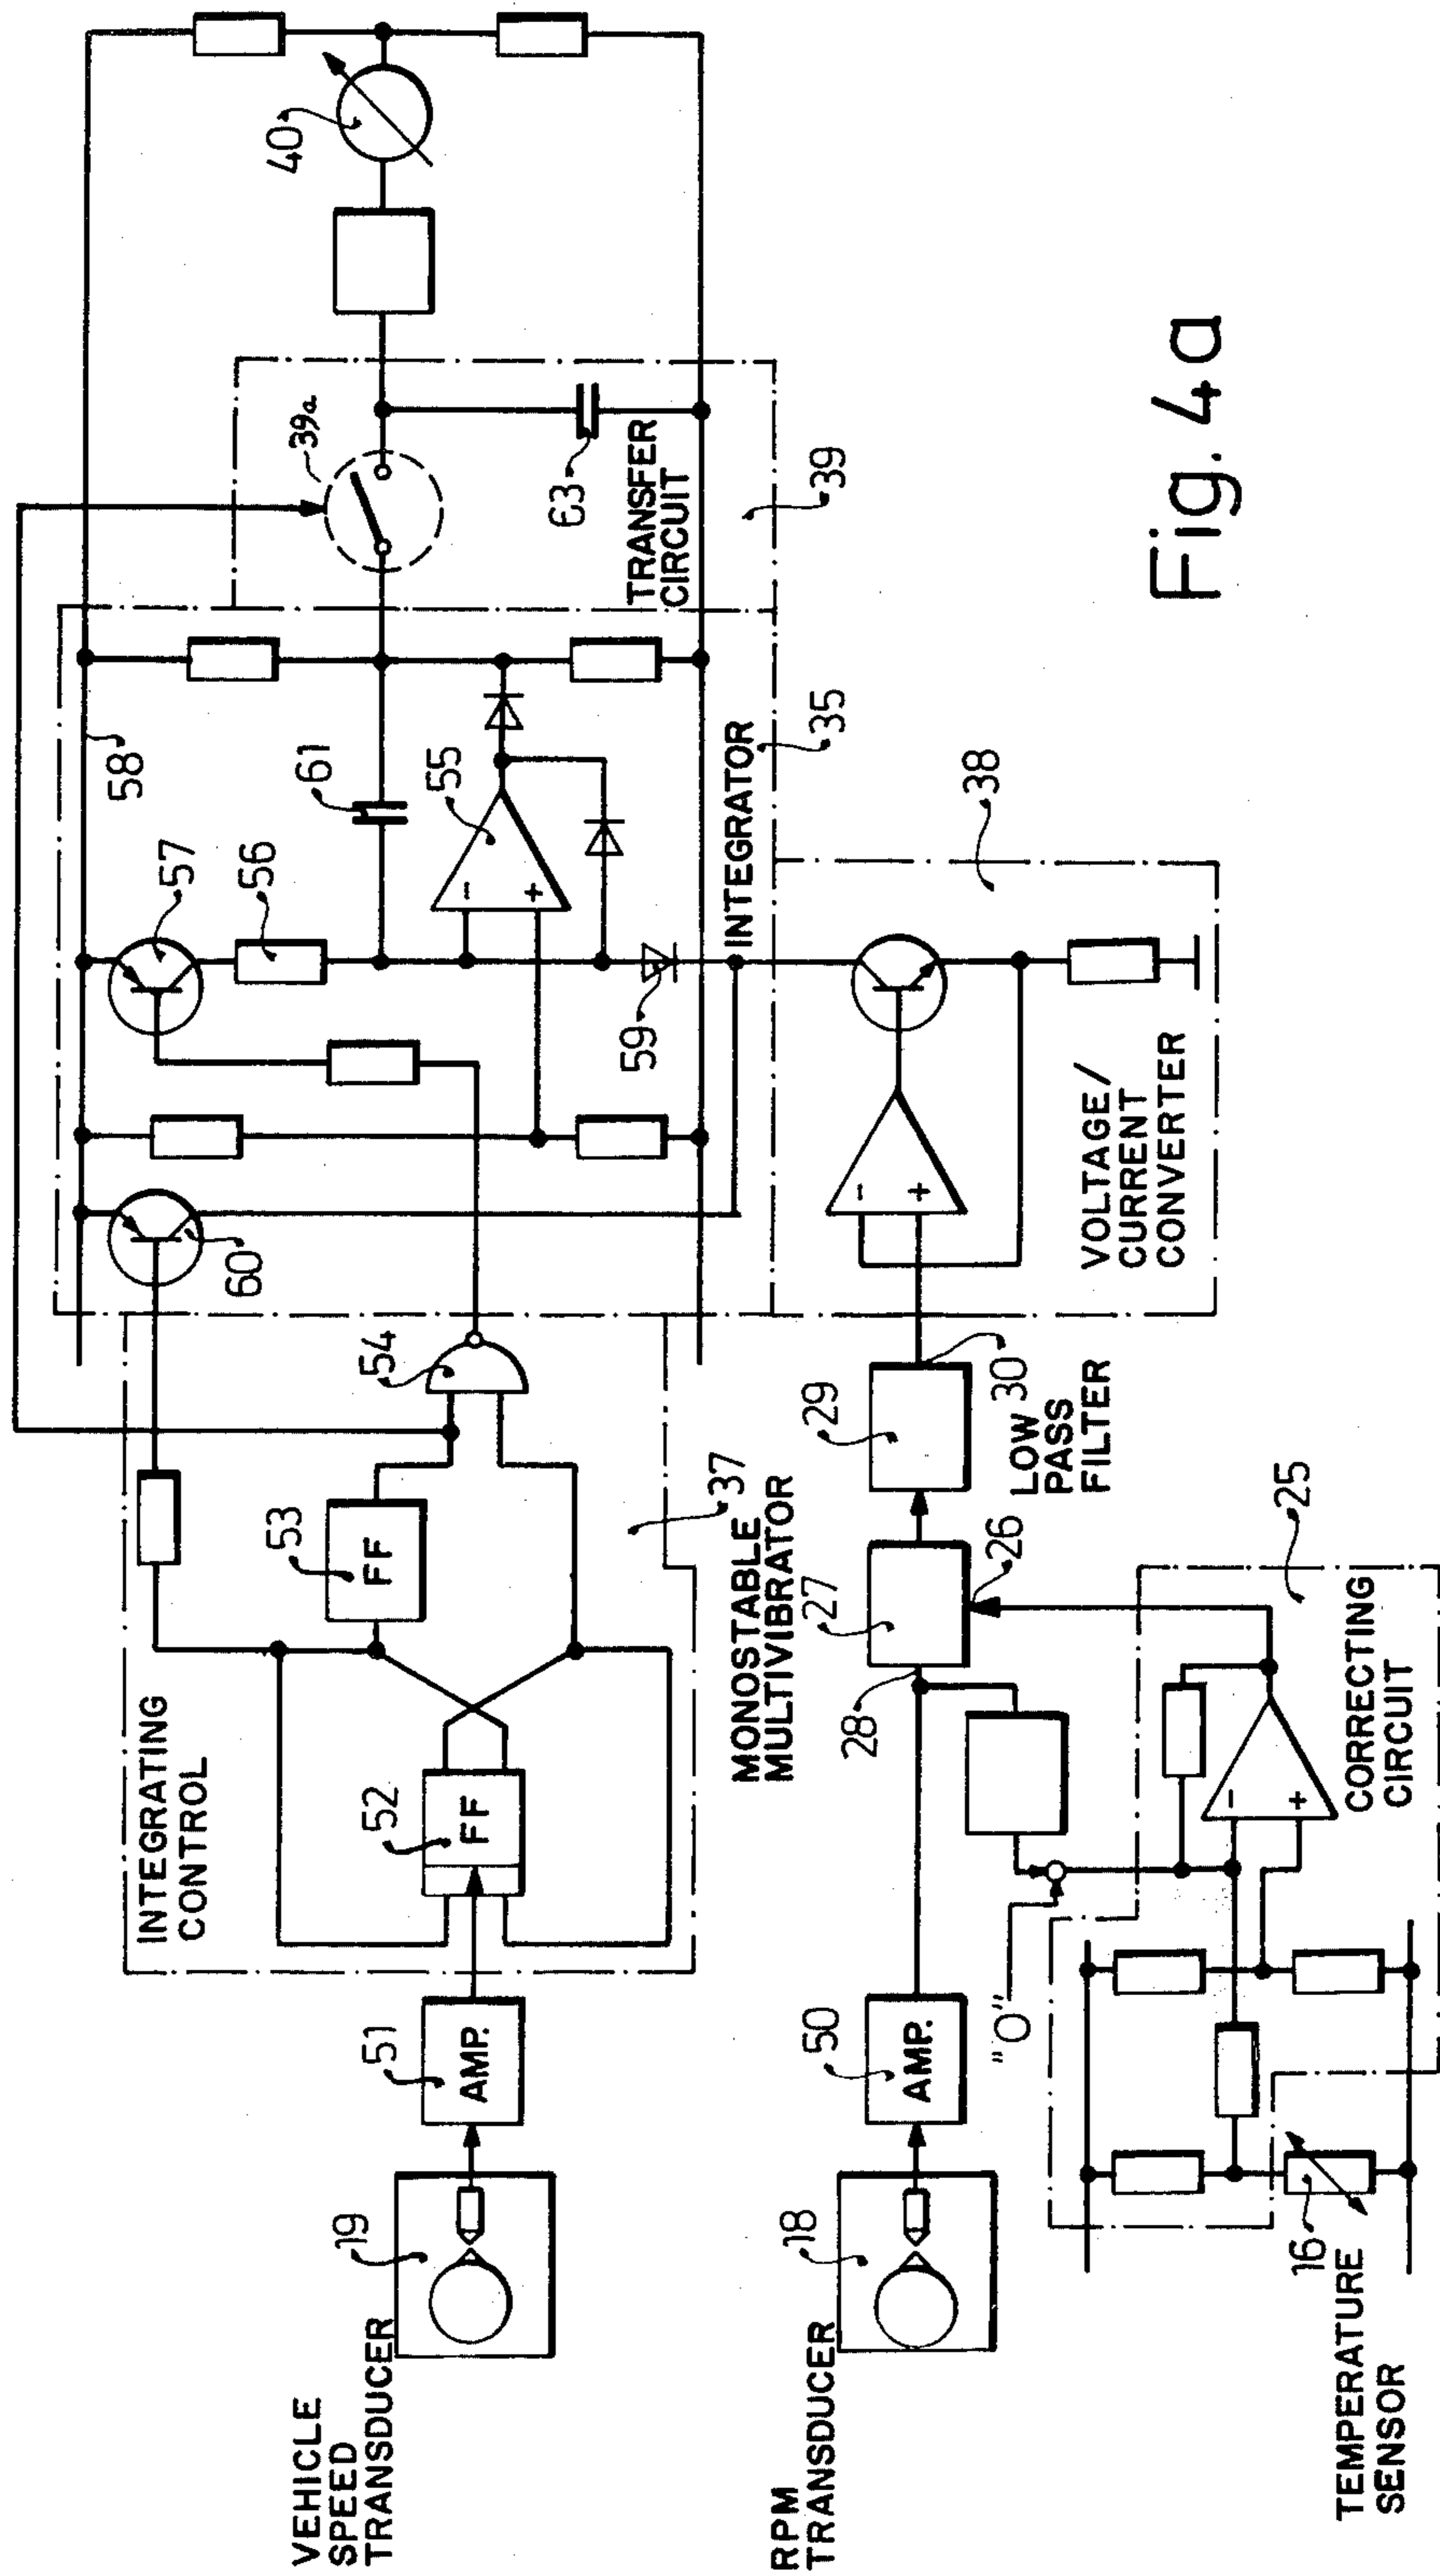 VEHICLE
SPEED
TRANSDUCER
19
51
AMP.
INTEGRATING
CONTROL
52
FF
53
FF
54
37
60
57
56
58
61
55
-
+
59
INTEGRATOR
35
39a
63
TRANSFER
CIRCUIT
39
40
RPM
TRANSDUCER
18
50
AMP.
"O"
MONOSTABLE
MULTIVIBRATOR
28
27
26
29
30
LOW
PASS
FILTER
-
+
38
VOLTAGE/
CURRENT
CONVERTER
TEMPERATURE
SENSOR
16
-
+
CORRECTING
CIRCUIT
25
Fig. 4a